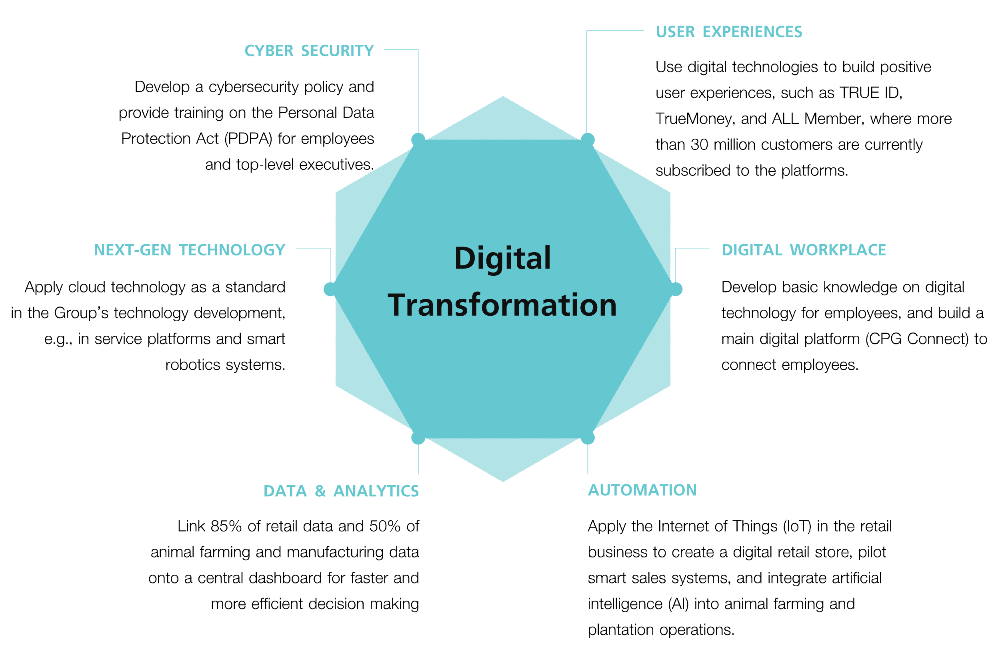 CYBER SECURITY
Develop a cybersecurity policy and
provide training on the Personal Data
Protection Act (PDPA) for employees
and top-level executives.
USER EXPERIENCES
Use digital technologies to build positive
user experiences, such as TRUE ID,
TrueMoney, and ALL Member, where more
than 30 million customers are currently
subscribed to the platforms.
NEXT-GEN TECHNOLOGY
Apply cloud technology as a standard
in the Group’s technology development,
e.g., in service platforms and smart
robotics systems.
Digital
Transformation
DIGITAL WORKPLACE
Develop basic knowledge on digital
technology for employees, and build a
main digital platform (CPG Connect) to
connect employees.
DATA & ANALYTICS
Link 85% of retail data and 50% of
animal farming and manufacturing data
onto a central dashboard for faster and
more efficient decision making
AUTOMATION
Apply the Internet of Things (IoT) in the retail
business to create a digital retail store, pilot
smart sales systems, and integrate artificial
intelligence (AI) into animal farming and
plantation operations.